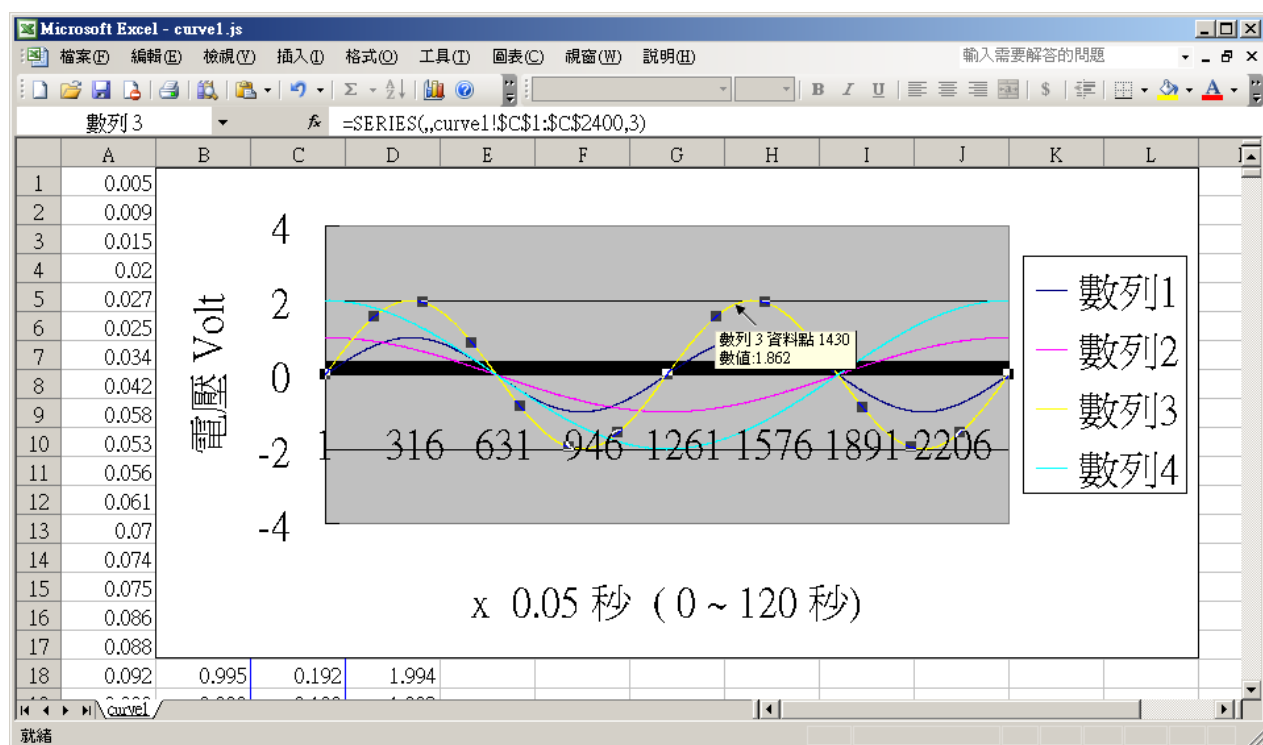 Microsoft Excel - curve1.js
檔案(F) 編輯(E) 檢視(V) 插入(I) 格式(O) 工具(T) 圖表(C) 視窗(W) 說明(H) 輸入需要解答的問題
Σ B I U $ A
數列 3 fx =SERIES(,,curve1!$C$1:$C$2400,3)
A B C D E F G H I J K L
1 0.005
2 0.009
3 0.015
4 0.02
5 0.027
6 0.025
7 0.034
8 0.042
9 0.058
10 0.053
11 0.056
12 0.061
13 0.07
14 0.074
15 0.075
16 0.086
17 0.088
18 0.092 0.995 0.192 1.994
電壓 Volt
4
2
0
-2
-4
1 316 631 946 1261 1576 1891 2206
數列 3 資料點 1430
數值:1.862
數列1
數列2
數列3
數列4
x 0.05 秒 ( 0 ~ 120 秒)
curve1
就緒